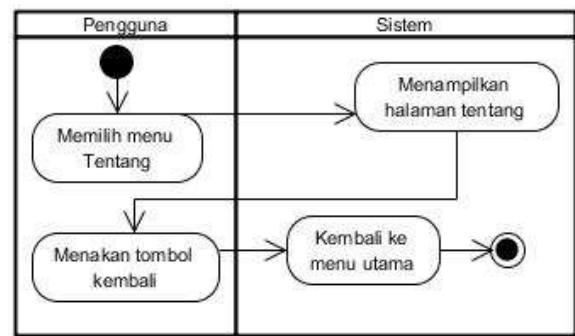 Pengguna
Sistem
Memilih menu
Tentang
Menampilkan
halaman tentang
Menakan tombol
kembali
Kembali ke
menu utama